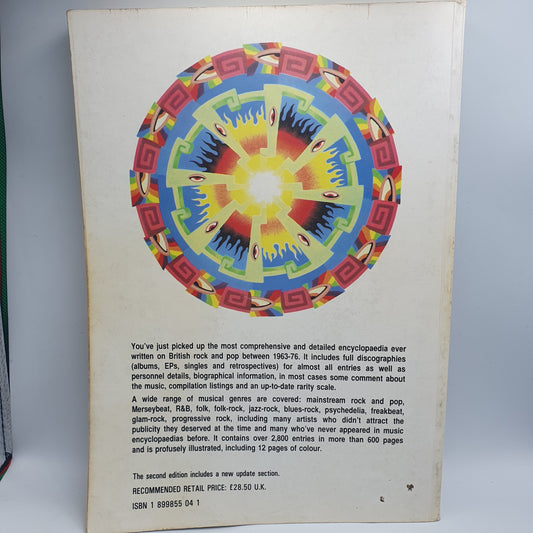 You've just picked up the most comprehensive and detailed encyclopaedia ever
written on British rock and pop between 1963-76. It includes full discographies
(albums, EPs, singles and retrospectives) for almost all entries as well as
personnel details, biographical information, in most cases some comment about
the music, compilation listings and an up-to-date rarity scale.
A wide range of musical genres are covered: mainstream rock and pop,
Merseybeat, R&B, folk, folk-rock, jazz-rock, blues-rock, psychedelia, freakbeat,
glam-rock, progressive rock, including many artists who didn't attract the
publicity they deserved at the time and many who've never appeared in music
encyclopaedias before. It contains over 2,800 entries in more than 600 pages
and is profusely illustrated, including 12 pages of colour.
The second edition includes a new update section.
RECOMMENDED RETAIL PRICE: £28.50 U.K.
ISBN 1 899855 04 1